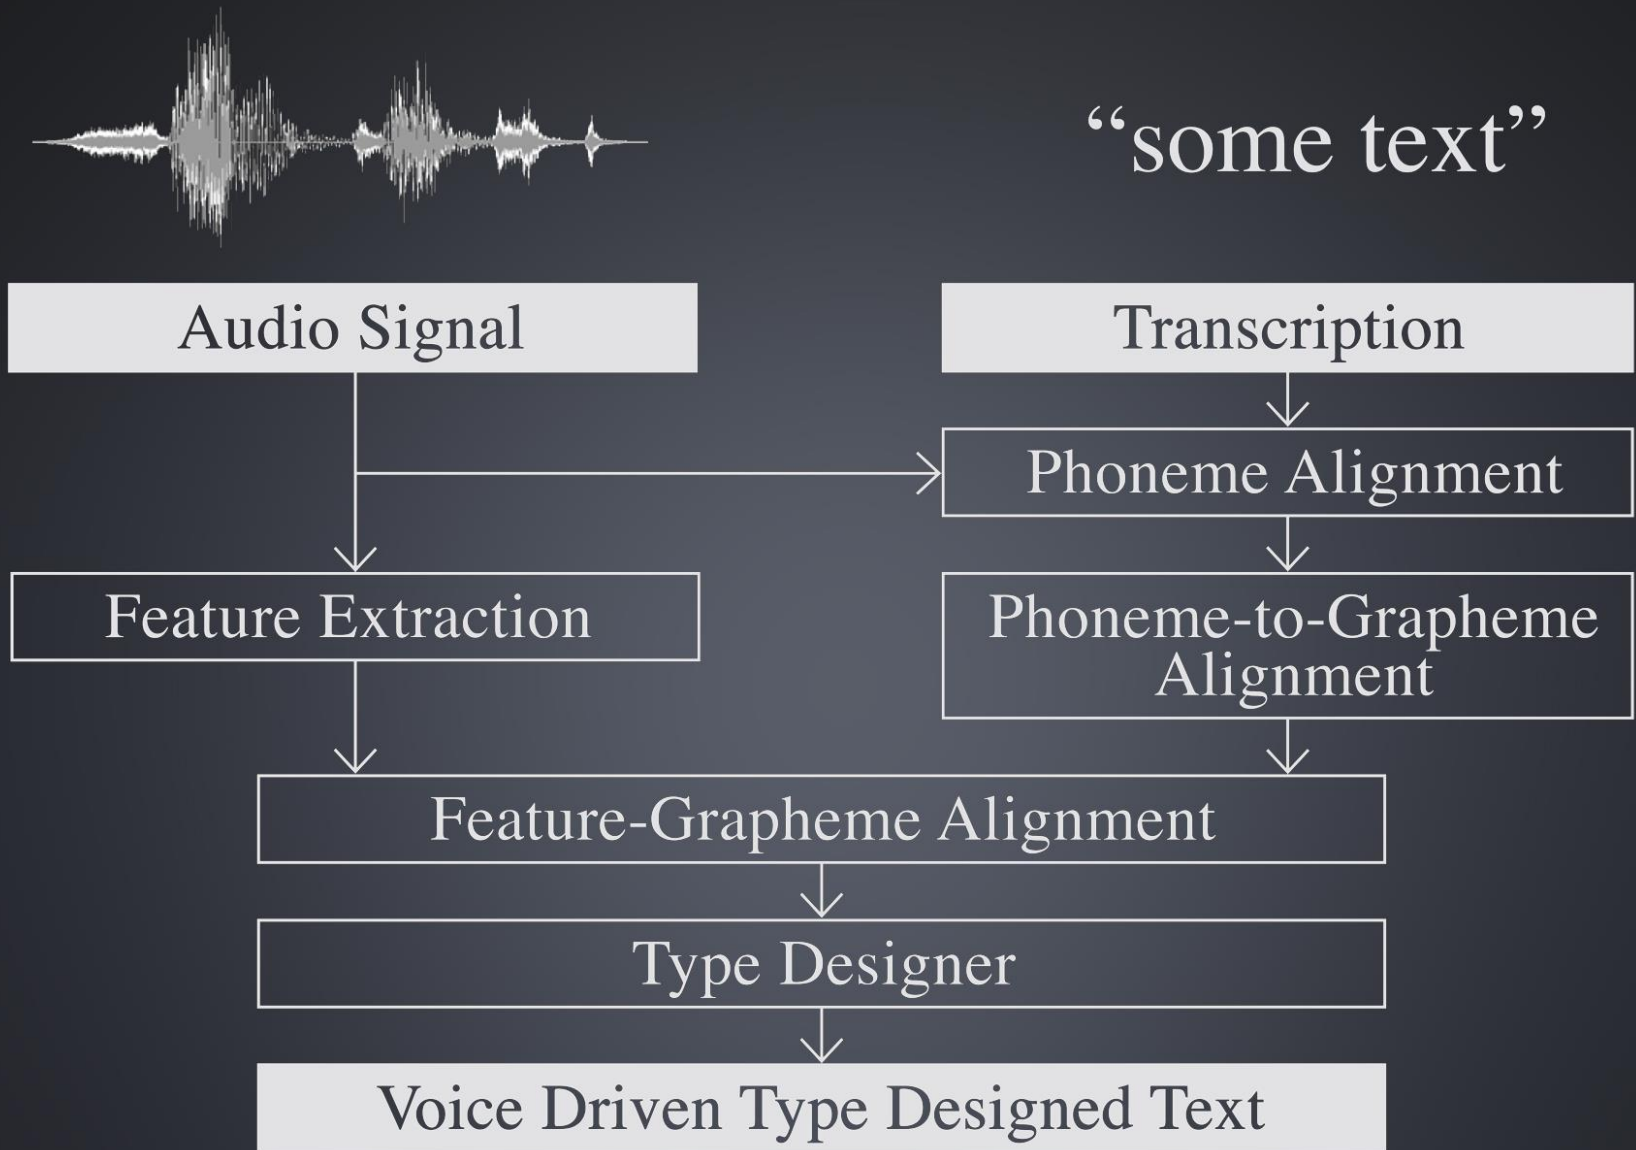 “some text”
Audio Signal
Transcription
Phoneme Alignment
Feature Extraction
Phoneme-to-Grapheme
Alignment
Feature-Grapheme Alignment
Type Designer
Voice Driven Type Designed Text